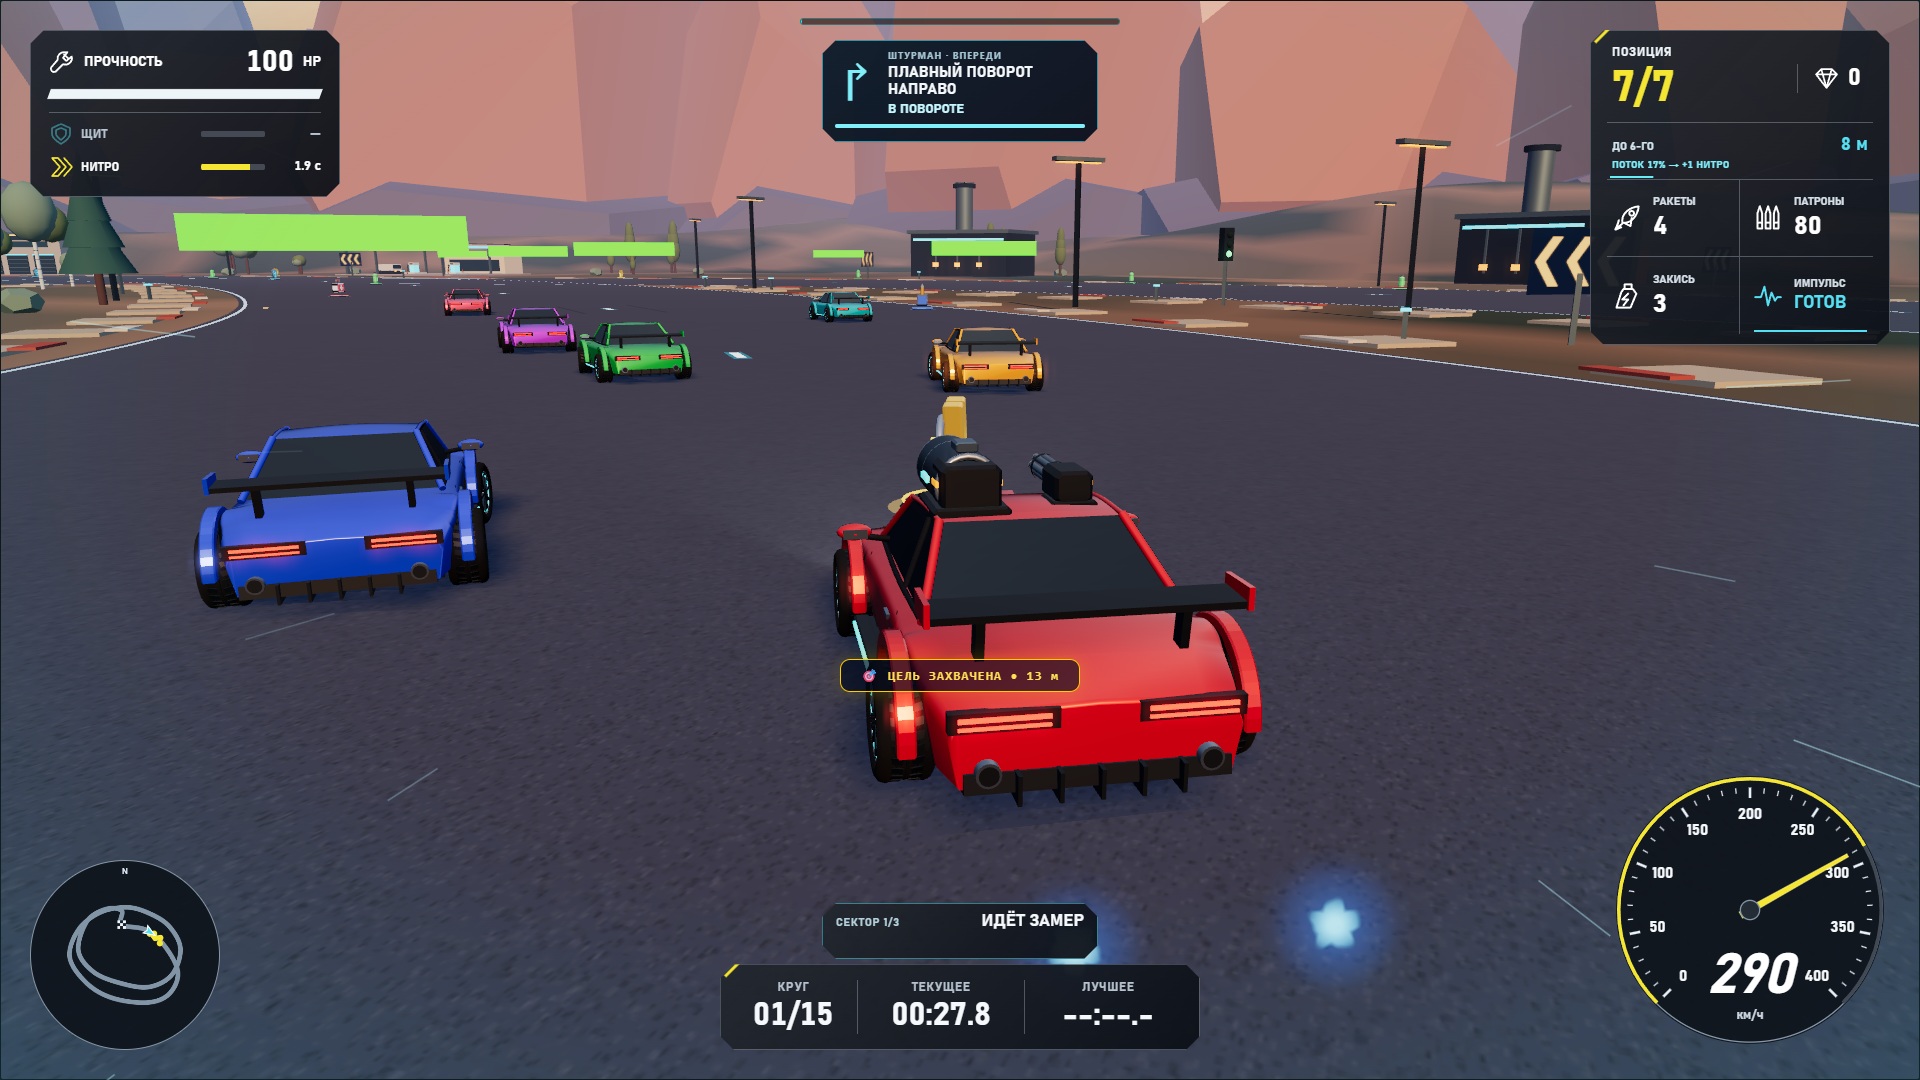 ПРОЧНОСТЬ 100 HP
ЩИТ —
НИТРО 1.9 с
ШТУРМАН · ВПЕРЕДИ
ПЛАВНЫЙ ПОВОРОТ
НАПРАВО
В ПОВОРОТЕ
ПОЗИЦИЯ
7/7 0
ДО 6-ГО 8 м
ПОТОК 17% → +1 НИТРО
РАКЕТЫ
4
ПАТРОНЫ
80
ЗАКИСЬ
3
ИМПУЛЬС
ГОТОВ
ЦЕЛЬ ЗАХВАЧЕНА • 13 м
N
СЕКТОР 1/3 ИДЁТ ЗАМЕР
КРУГ
01/15
ТЕКУЩЕЕ
00:27.8
ЛУЧШЕЕ
--:--.-
0
50
100
150
200
250
300
350
400
290
км/ч